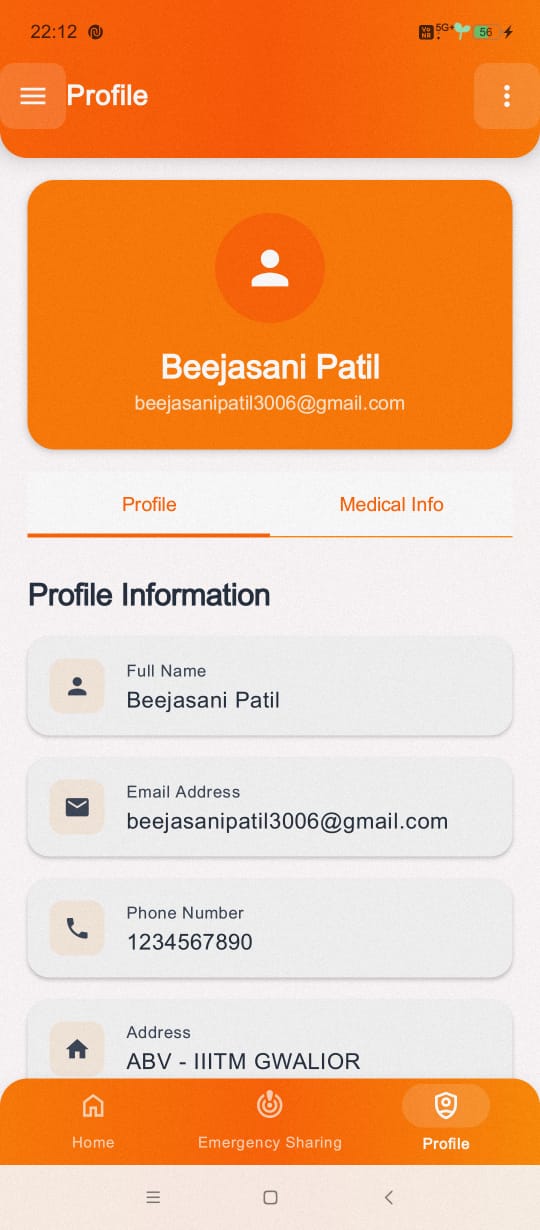 22:12
Vo NR 5G+ 56
Profile
Beejasani Patil
beejasanipatil3006@gmail.com
Profile Medical Info
Profile Information
Full Name
Beejasani Patil
Email Address
beejasanipatil3006@gmail.com
Phone Number
1234567890
Address
ABV - IIITM GWALIOR
Home Emergency Sharing Profile